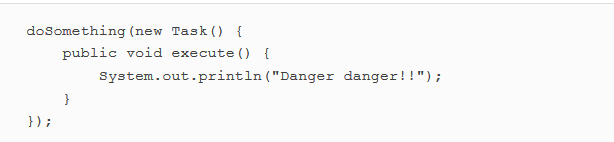 doSomething(new Task() {
    public void execute() {
        System.out.println("Danger danger!!");
    }
});